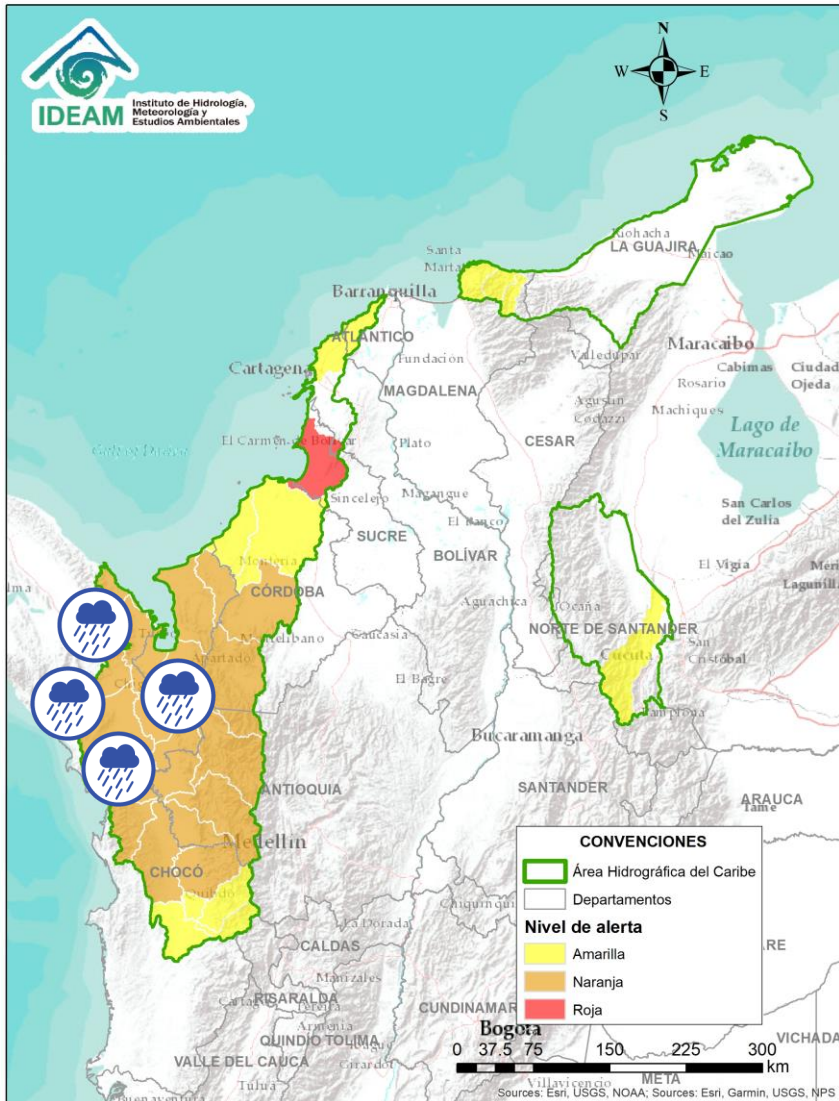 IDEAM
Instituto de Hidrología,
Meteorología y
Estudios Ambientales
N
W
E
S
Riohacha
LA GUAJIRA
Maicao
Santa
Marta
Barranquilla
ATLÁNTICO
Fundación
Cartagena
MAGDALENA
Valledupar
Maracaibo
Cabimas
Ciudad
Ojeda
Rosario
Machiques
Agustín
Codazzi
CESAR
Lago de
Maracaibo
El Carmen de Bolívar
Plato
Sincelejo
Magangue
San Carlos
del Zulia
El Banco
SUCRE
BOLÍVAR
El Vigía
Montería
CÓRDOBA
Aguachica
Ocaña
NORTE DE SANTANDER
Cúcuta
San
Cristóbal
Montelibano
Caucasia
Apartadó
El Bagre
Pamplona
Bucaramanga
ANTIOQUIA
SANTANDER
ARAUCA
Tame
Medellín
CHOCÓ
Quibdó
La Dorada
CALDAS
Manizales
RISARALDA
Pereira
Armenia
QUINDÍO
TOLIMA
Girardot
CUNDINAMAR
Bogotá
VALLE DEL CAUCA
Tuluá
Buenaventura
Villavicencio
META
VICHADA
CONVENCIONES
Área Hidrográfica del Caribe
Departamentos
Nivel de alerta
Amarilla
Naranja
Roja
0 37.5 75 150 225 300
km
Sources: Esri, USGS, NOAA; Sources: Esri, Garmin, USGS, NPS